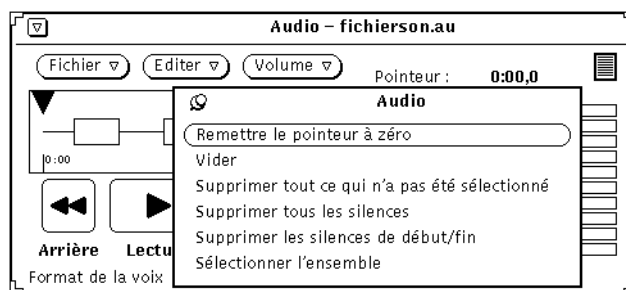 Audio – fichierson.au
Fichier Editer Volume Pointeur : 0:00,0
Audio
Remettre le pointeur à zéro
Vider
Supprimer tout ce qui n'a pas été sélectionné
Supprimer tous les silences
Supprimer les silences de début/fin
Sélectionner l'ensemble
0:00
Arrière Lectu
Format de la voix